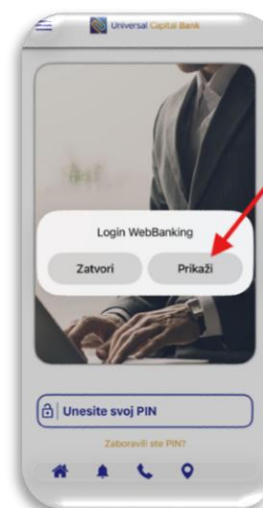 Universal Capital Bank
Login WebBanking
Zatvori Prikaži
Unesite svoj PIN
Zaboravili ste PIN?